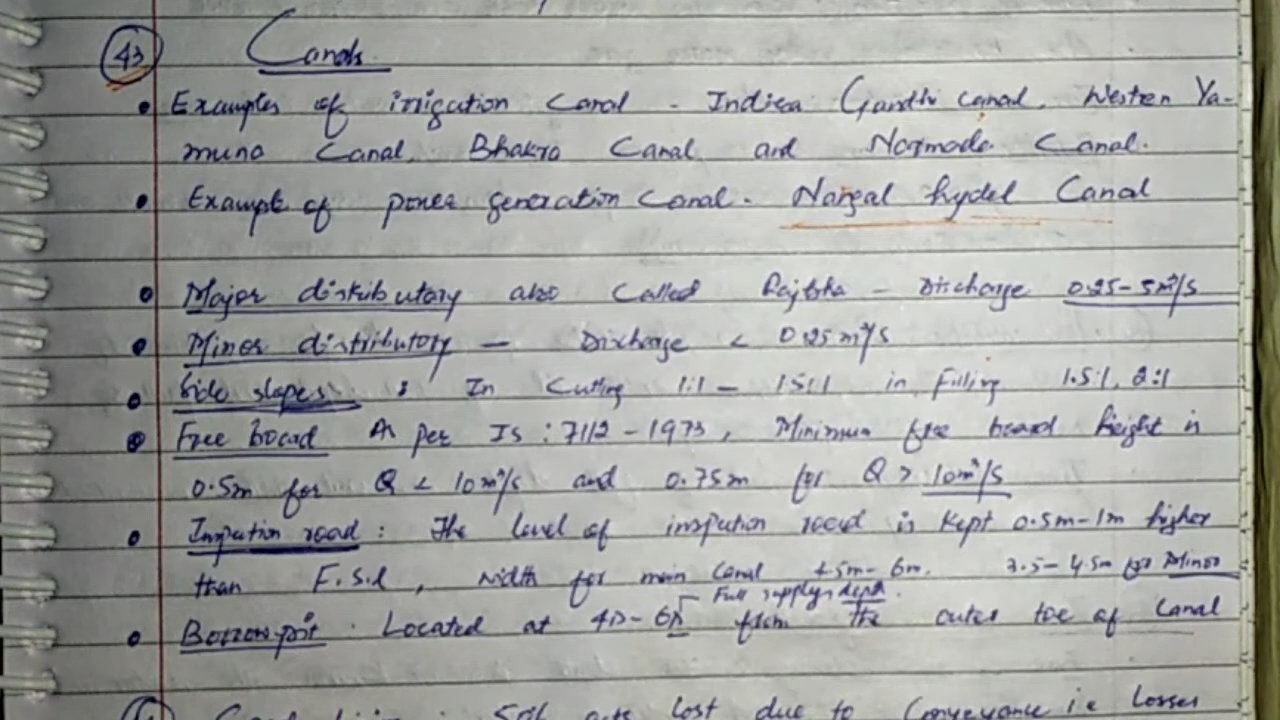 43 Canals
• Examples of irrigation canal - Indira Gandhi canal, Western Ya-
muna Canal, Bhakra Canal and Narmada Canal.
• Example of power generation Canal - Nangal hydel Canal
• Major distributory also Called Rajbha - Discharge 0.25-5m³/s
• Minor distributory — Discharge < 0.25m³/s
• Side slopes : In Cutting 1:1 - 1.5:1 in Filling 1.5:1, 2:1
• Free board As per IS : 7112-1973, Minimum free board height is
0.5m for Q < 10m³/s and 0.75m for Q > 10m³/s
• Inspection road : The level of inspection road is kept 0.5m-1m higher
than F.S.L, width for main Canal 4.5m-6m. 3.5-4.5m for Minor
Full supply depth.
• Borrow pit . Located at 4D-6D from the outer toe of Canal
Soil gets lost due to Conveyance i.e losses